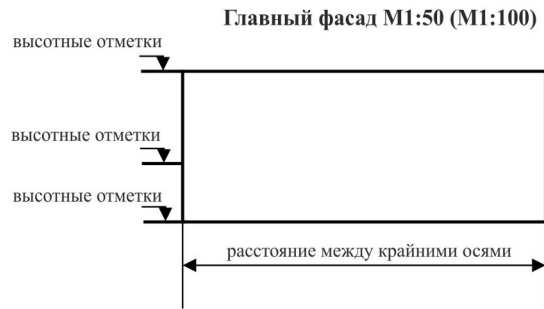 Главный фасад М1:50 (М1:100)
высотные отметки
высотные отметки
высотные отметки
расстояние между крайними осями